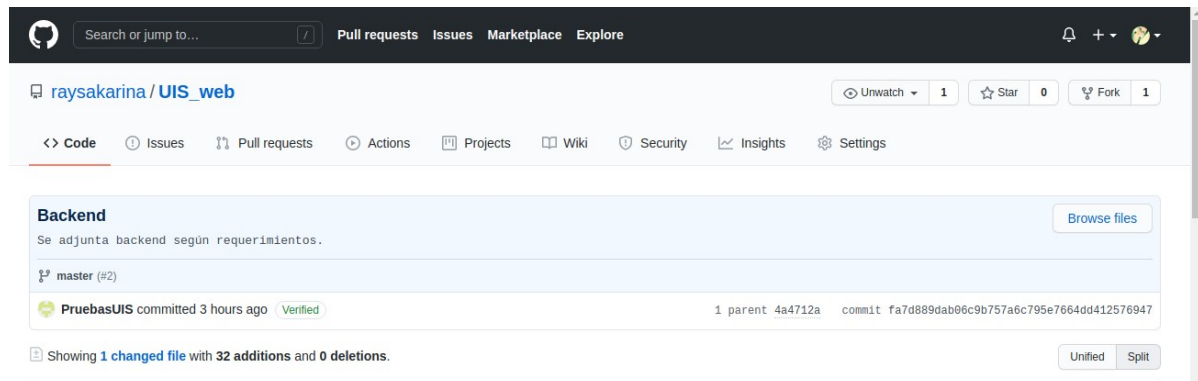 Search or jump to... / Pull requests Issues Marketplace Explore
raysakarina / UIS_web Unwatch 1 Star 0 Fork 1
<> Code Issues Pull requests Actions Projects Wiki Security Insights Settings
Backend Browse files
Se adjunta backend según requerimientos.
master (#2)
PruebasUIS committed 3 hours ago Verified 1 parent 4a4712a commit fa7d889dab06c9b757a6c795e7664dd412576947
Showing 1 changed file with 32 additions and 0 deletions. Unified Split